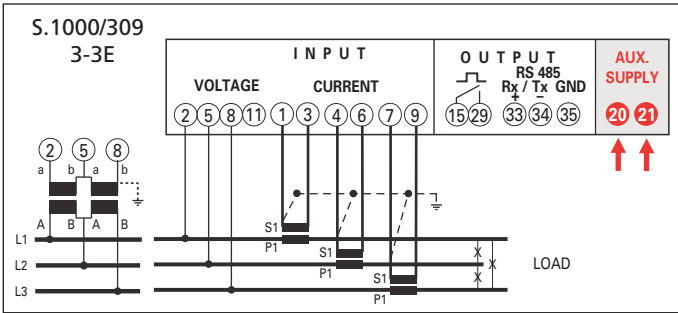 S.1000/309
3-3E
INPUT
VOLTAGE
CURRENT
OUTPUT
RS 485
Rx / Tx GND
+ −
AUX.
SUPPLY
2 5 8 11 1 3 4 6 7 9
15 29 33 34 35
20 21
2 5 8
a b a b
A B A B
S1
P1
S1
P1
S1
P1
L1
L2
L3
X
X X
X
LOAD